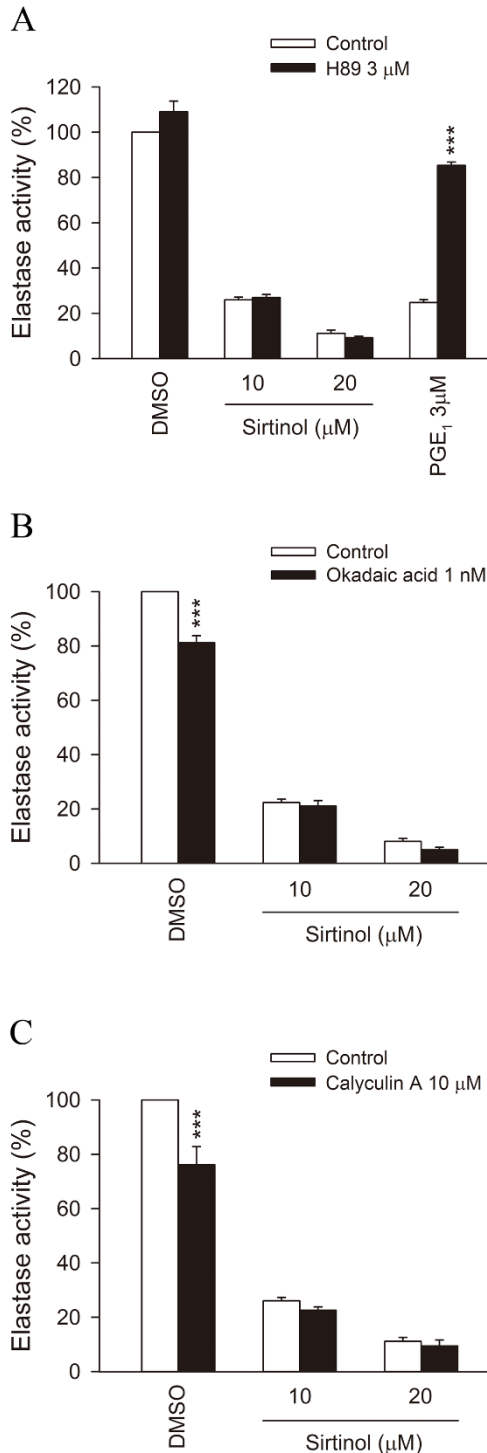 A
Control
H89 3 μM
Elastase activity (%)
120
100
80
60
40
20
0
***
DMSO
10
20
Sirtinol (μM)
PGE₁ 3μM
B
Control
Okadaic acid 1 nM
Elastase activity (%)
100
80
60
40
20
0
***
DMSO
10
20
Sirtinol (μM)
C
Control
Calyculin A 10 μM
Elastase activity (%)
100
80
60
40
20
0
***
DMSO
10
20
Sirtinol (μM)